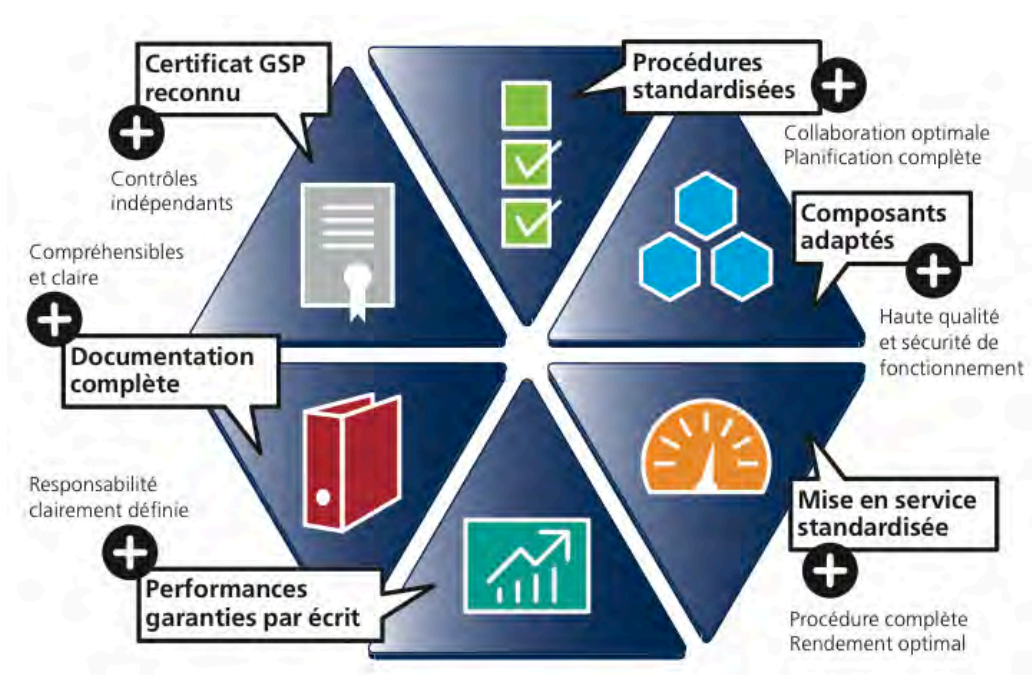 Certificat GSP
reconnu
Contrôles
indépendants
Procédures
standardisées
Collaboration optimale
Planification complète
Composants
adaptés
Haute qualité
et sécurité de
fonctionnement
Mise en service
standardisée
Procédure complète
Rendement optimal
Performances
garanties par écrit
Responsabilité
clairement définie
Documentation
complète
Compréhensibles
et claire